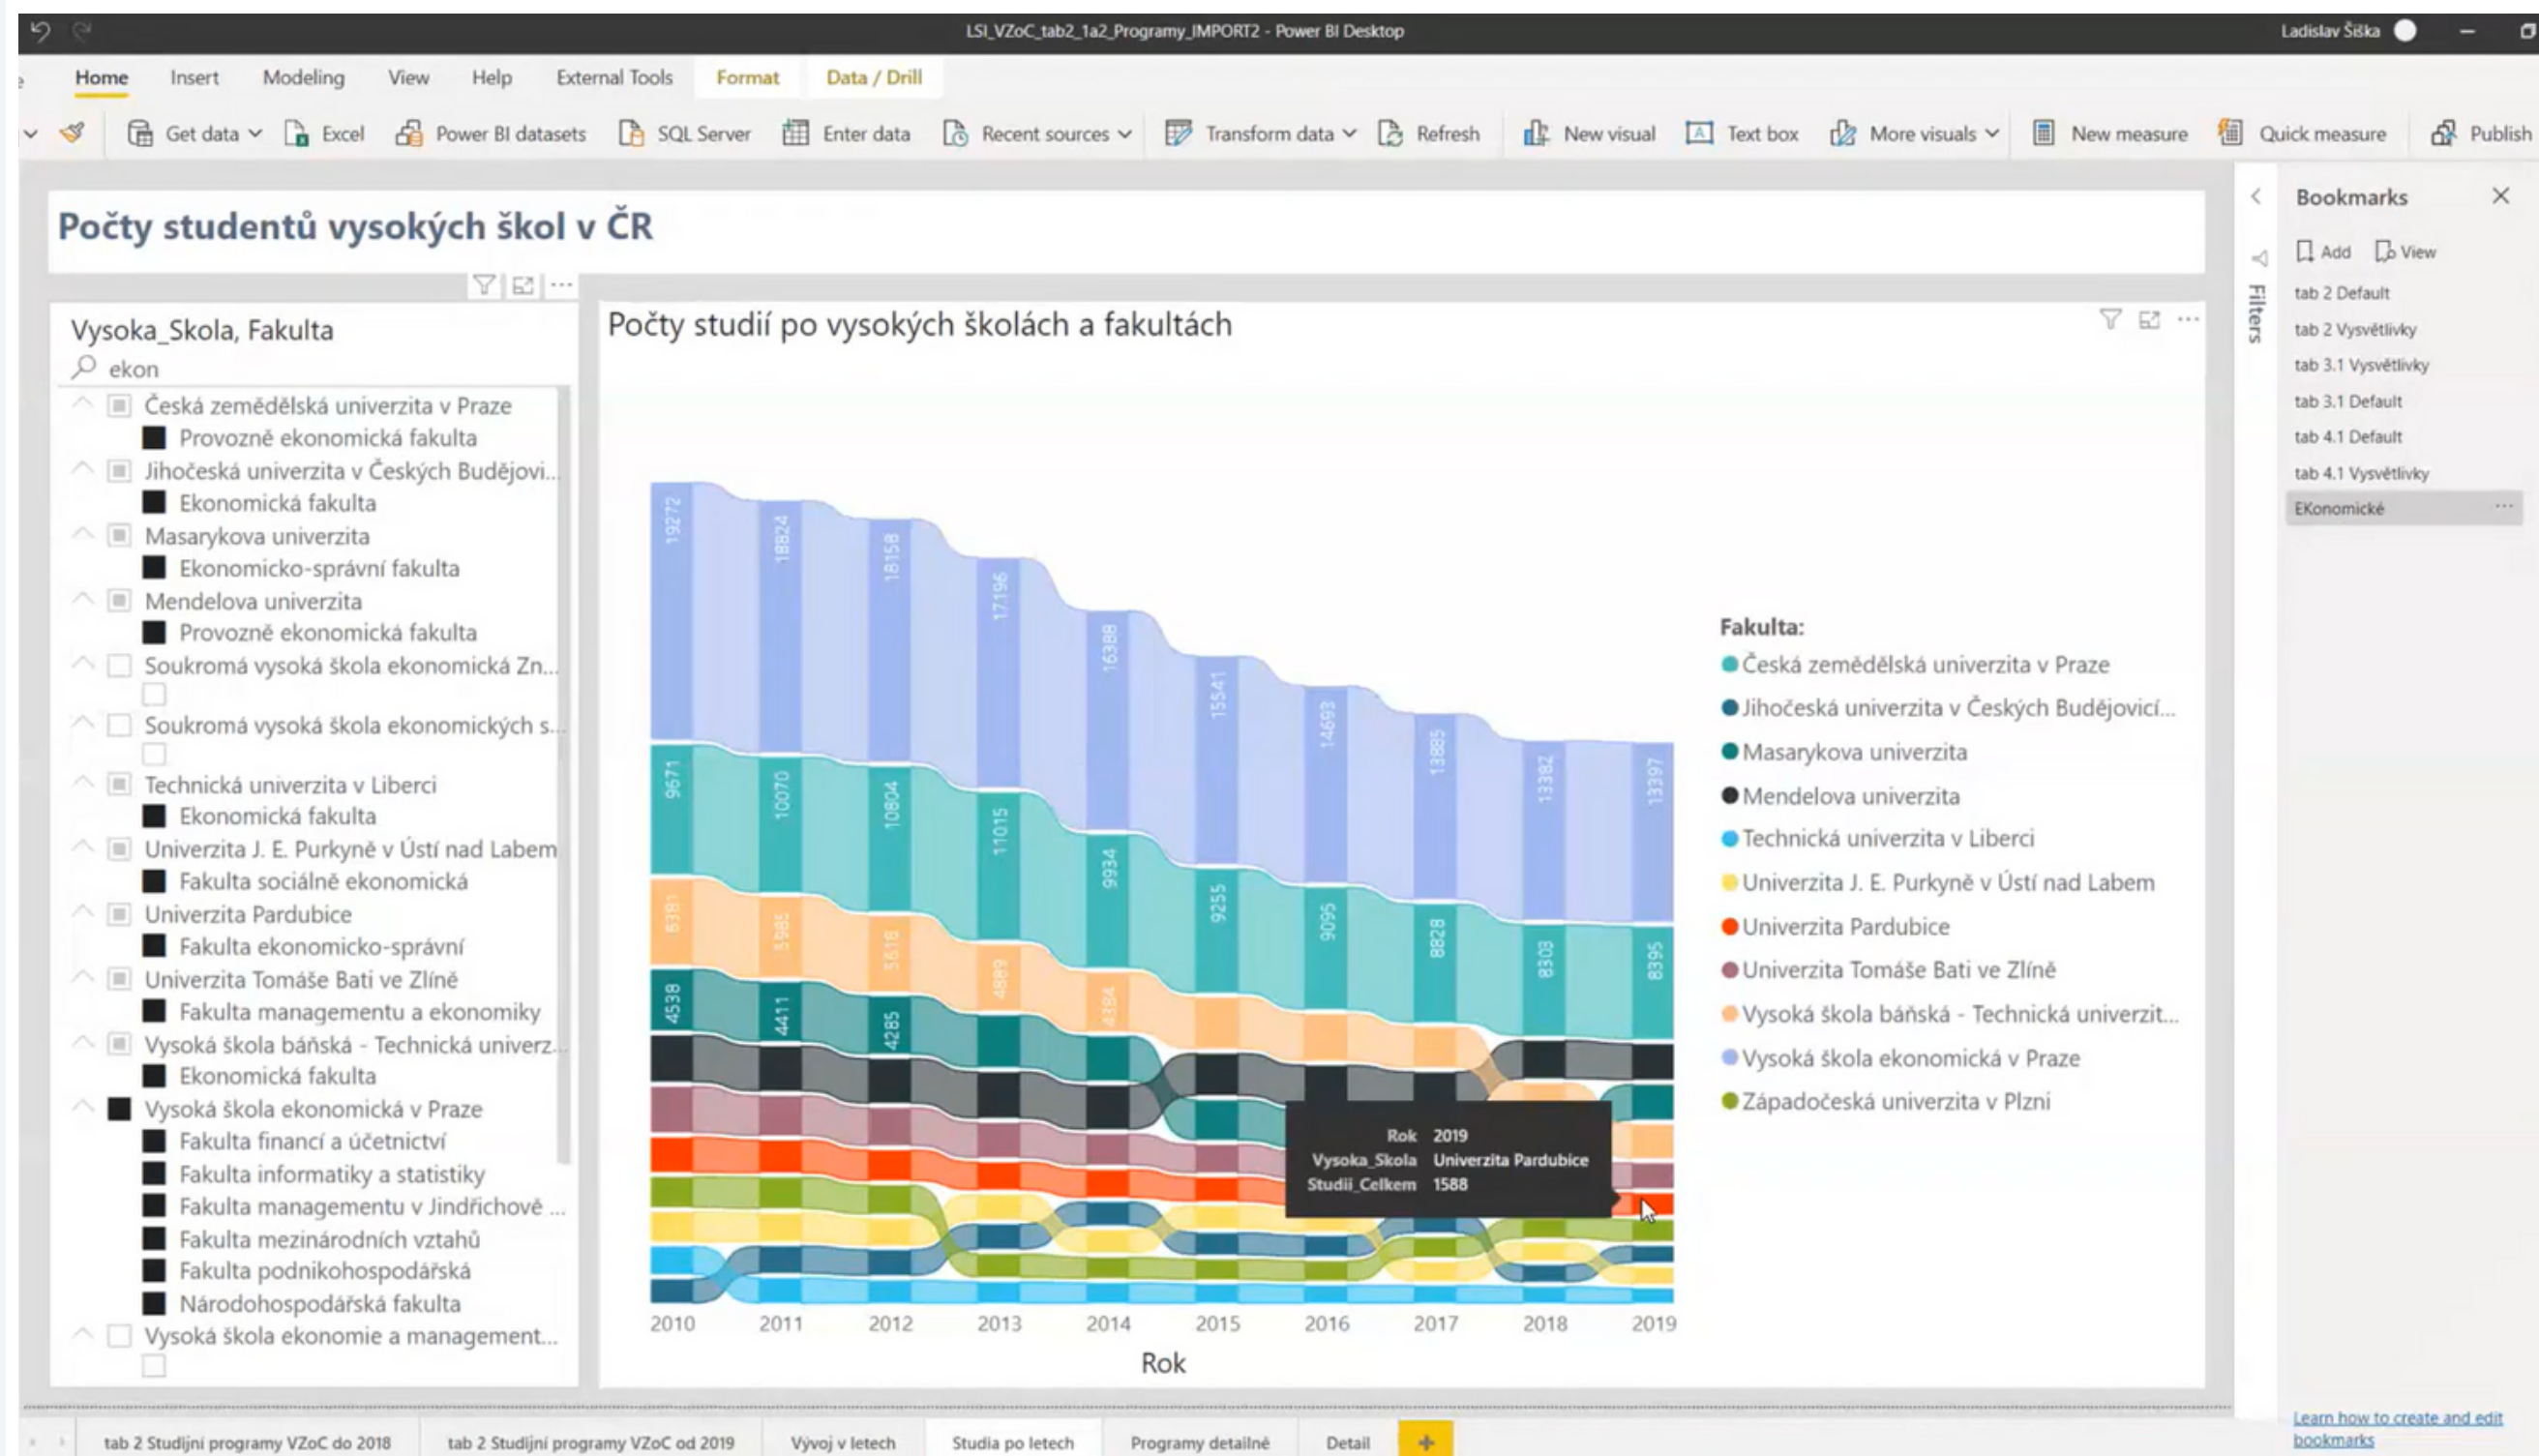 LSI_VZoC_tab2_1a2_Programy_IMPORT2 - Power BI Desktop
Ladislav Šiška
Home Insert Modeling View Help External Tools Format Data / Drill
Get data Excel Power BI datasets SQL Server Enter data Recent sources Transform data Refresh New visual Text box More visuals New measure Quick measure Publish
Počty studentů vysokých škol v ČR
Vysoka_Skola, Fakulta
ekon
Česká zemědělská univerzita v Praze
Provozně ekonomická fakulta
Jihočeská univerzita v Českých Budějovi...
Ekonomická fakulta
Masarykova univerzita
Ekonomicko-správní fakulta
Mendelova univerzita
Provozně ekonomická fakulta
Soukromá vysoká škola ekonomická Zn...
Soukromá vysoká škola ekonomických s...
Technická univerzita v Liberci
Ekonomická fakulta
Univerzita J. E. Purkyně v Ústí nad Labem
Fakulta sociálně ekonomická
Univerzita Pardubice
Fakulta ekonomicko-správní
Univerzita Tomáše Bati ve Zlíně
Fakulta managementu a ekonomiky
Vysoká škola báňská - Technická univerz...
Ekonomická fakulta
Vysoká škola ekonomická v Praze
Fakulta financí a účetnictví
Fakulta informatiky a statistiky
Fakulta managementu v Jindřichově ...
Fakulta mezinárodních vztahů
Fakulta podnikohospodářská
Národohospodářská fakulta
Vysoká škola ekonomie a management...
Počty studií po vysokých školách a fakultách
19272 18824 18158 17196 16388 15541 14693 13885 13382 13397
9671 10070 10804 11015 9934 9255 9095 8828 8303 8395
6381 5985 5618 4889 4384
4538 4411 4285
Rok 2019
Vysoka_Skola Univerzita Pardubice
Studii_Celkem 1588
2010 2011 2012 2013 2014 2015 2016 2017 2018 2019
Rok
Fakulta:
Česká zemědělská univerzita v Praze
Jihočeská univerzita v Českých Budějovicí...
Masarykova univerzita
Mendelova univerzita
Technická univerzita v Liberci
Univerzita J. E. Purkyně v Ústí nad Labem
Univerzita Pardubice
Univerzita Tomáše Bati ve Zlíně
Vysoká škola báňská - Technická univerzit...
Vysoká škola ekonomická v Praze
Západočeská univerzita v Plzni
Filters
Bookmarks
Add View
tab 2 Default
tab 2 Vysvětlivky
tab 3.1 Vysvětlivky
tab 3.1 Default
tab 4.1 Default
tab 4.1 Vysvětlivky
EKonomické
Learn how to create and edit
bookmarks
tab 2 Studijní programy VZoC do 2018 tab 2 Studijní programy VZoC od 2019 Vývoj v letech Studia po letech Programy detailně Detail